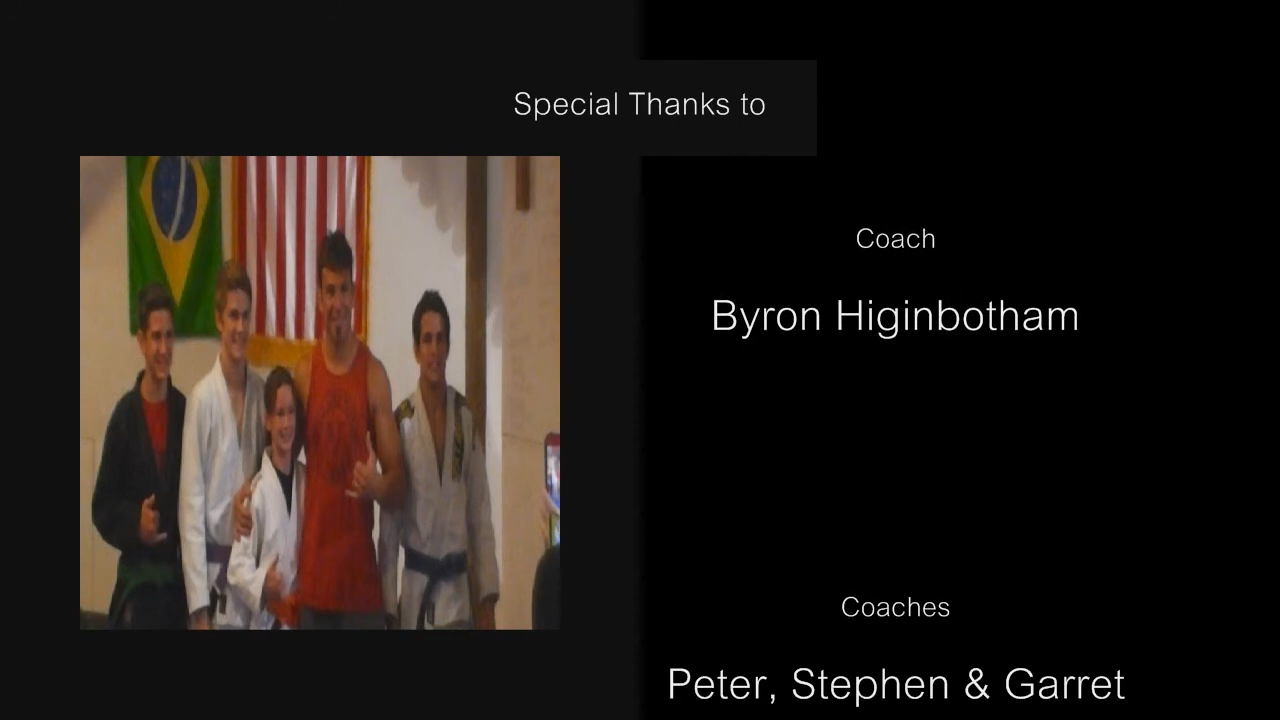 Special Thanks to
Coach
Byron Higinbotham
Coaches
Peter, Stephen & Garret